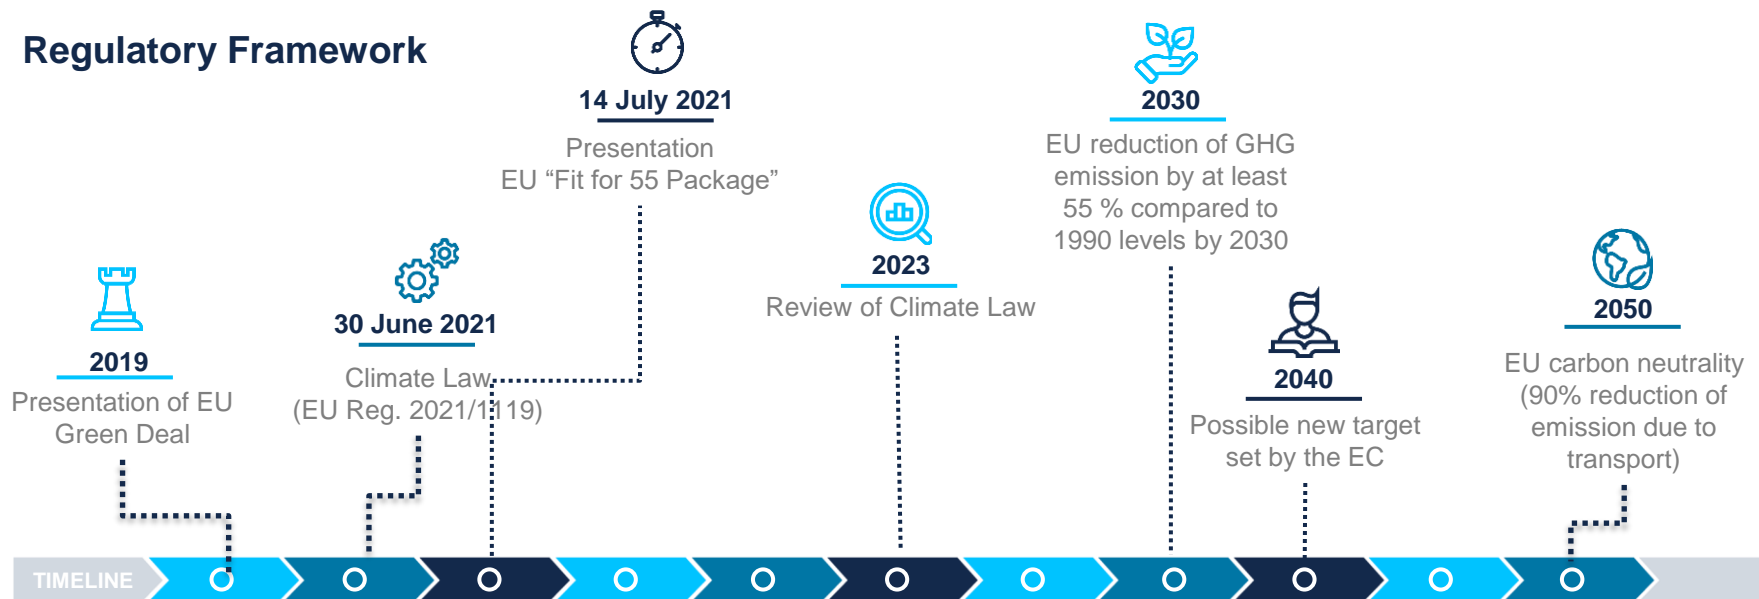 Regulatory Framework
2019
Presentation of EU
Green Deal
30 June 2021
Climate Law
(EU Reg. 2021/1119)
14 July 2021
Presentation
EU “Fit for 55 Package”
2023
Review of Climate Law
2030
EU reduction of GHG
emission by at least
55 % compared to
1990 levels by 2030
2040
Possible new target
set by the EC
2050
EU carbon neutrality
(90% reduction of
emission due to
transport)
TIMELINE